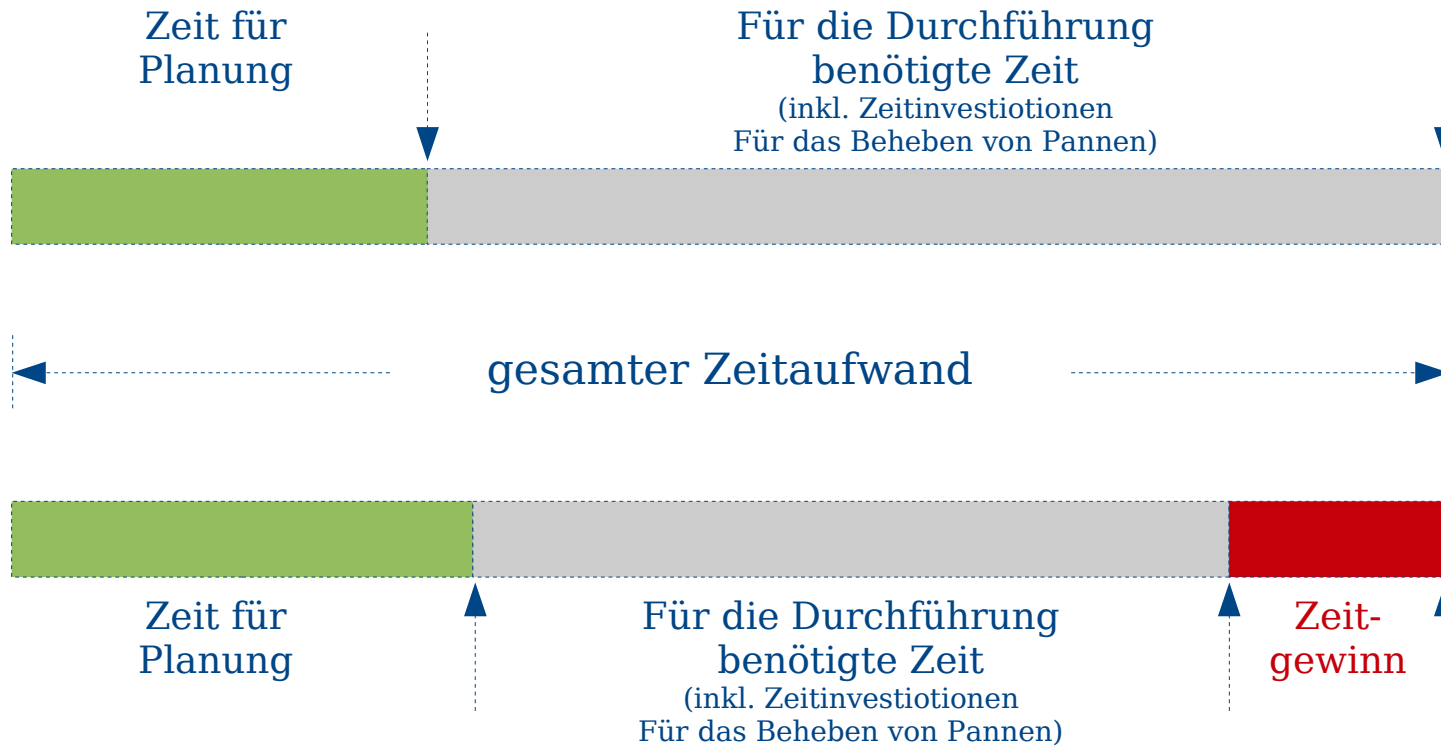 Zeit für
Planung
Für die Durchführung
benötigte Zeit
(inkl. Zeitinvestiotionen
Für das Beheben von Pannen)
gesamter Zeitaufwand
Zeit für
Planung
Für die Durchführung
benötigte Zeit
(inkl. Zeitinvestiotionen
Für das Beheben von Pannen)
Zeit-
gewinn